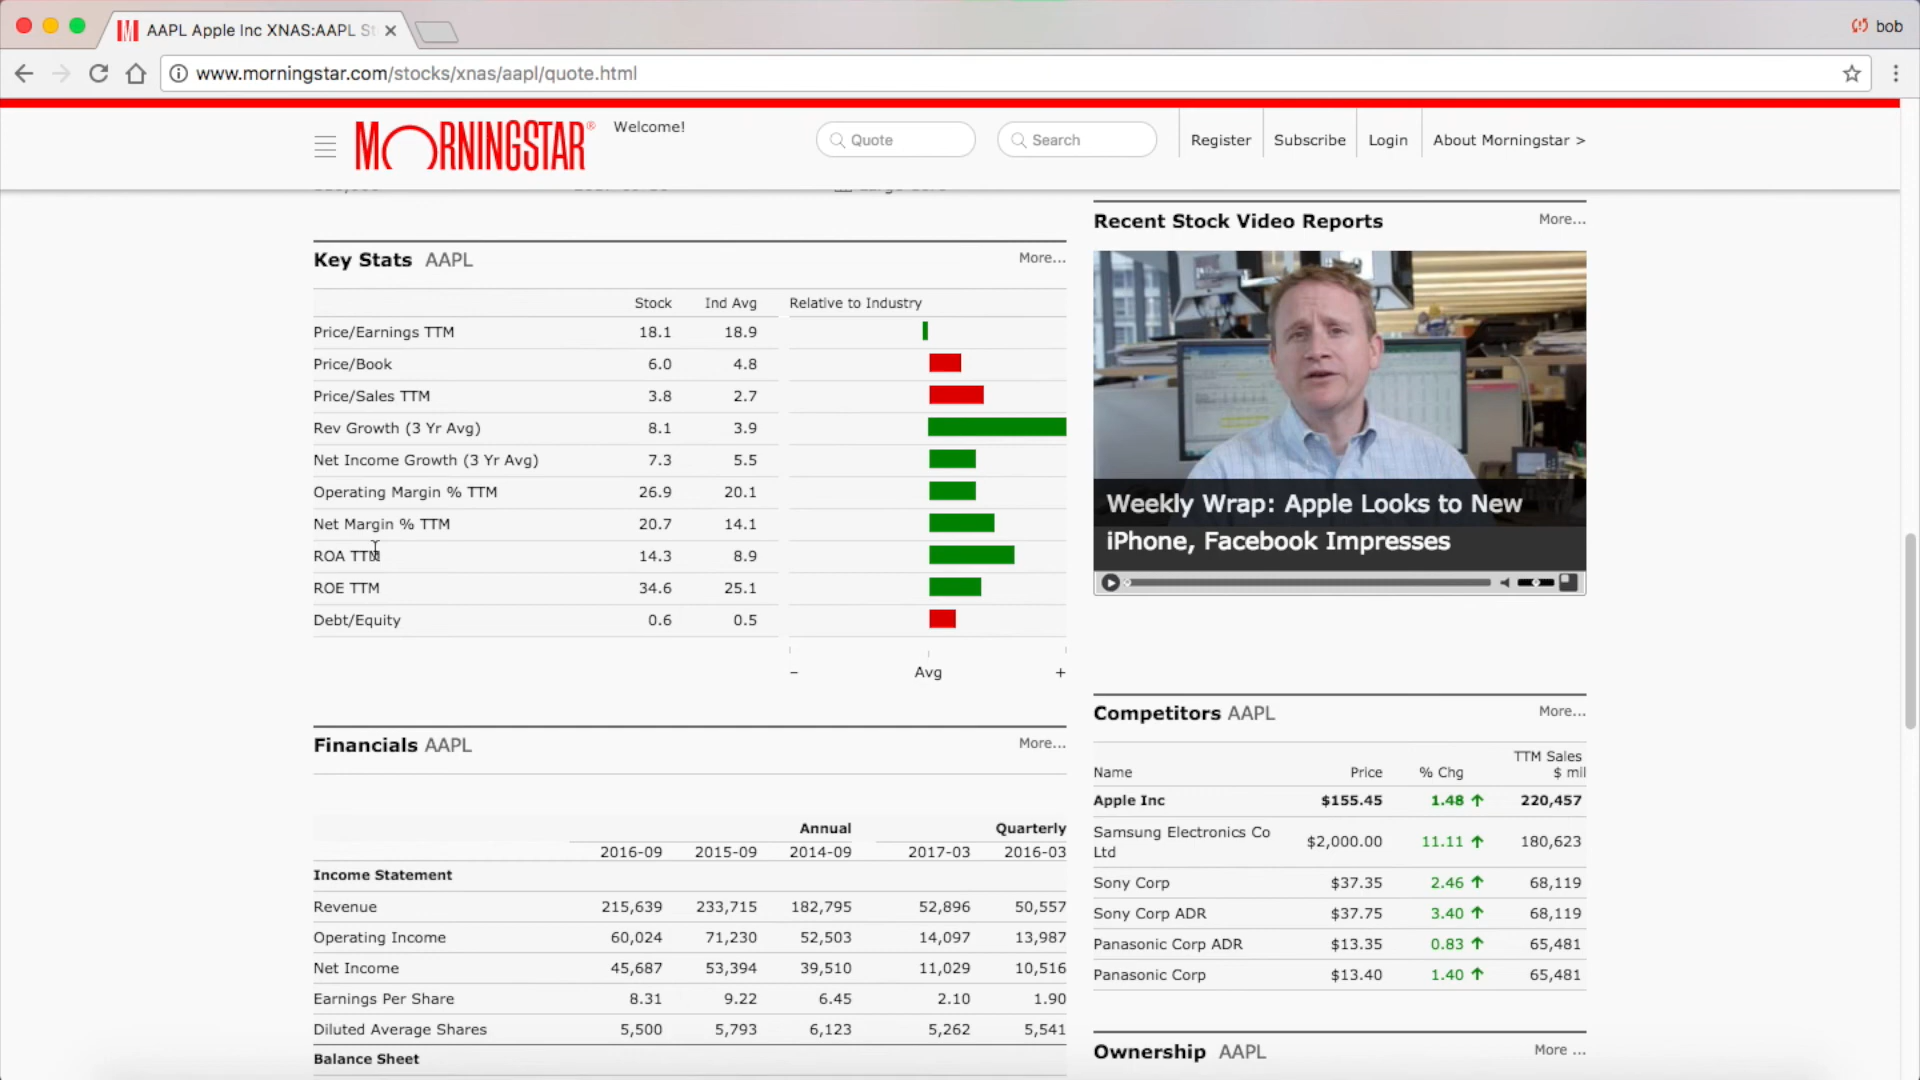 AAPL Apple Inc XNAS:AAPL St
bob
www.morningstar.com/stocks/xnas/aapl/quote.html
MORNINGSTAR®
Welcome!
Quote
Search
Register
Subscribe
Login
About Morningstar >
Key Stats AAPL More...
Stock Ind Avg Relative to Industry
Price/Earnings TTM 18.1 18.9
Price/Book 6.0 4.8
Price/Sales TTM 3.8 2.7
Rev Growth (3 Yr Avg) 8.1 3.9
Net Income Growth (3 Yr Avg) 7.3 5.5
Operating Margin % TTM 26.9 20.1
Net Margin % TTM 20.7 14.1
ROA TTM 14.3 8.9
ROE TTM 34.6 25.1
Debt/Equity 0.6 0.5
– Avg +
Financials AAPL More...
Annual Quarterly
2016-09 2015-09 2014-09 2017-03 2016-03
Income Statement
Revenue 215,639 233,715 182,795 52,896 50,557
Operating Income 60,024 71,230 52,503 14,097 13,987
Net Income 45,687 53,394 39,510 11,029 10,516
Earnings Per Share 8.31 9.22 6.45 2.10 1.90
Diluted Average Shares 5,500 5,793 6,123 5,262 5,541
Balance Sheet
Recent Stock Video Reports More...
Weekly Wrap: Apple Looks to New
iPhone, Facebook Impresses
Competitors AAPL More...
TTM Sales
Name Price % Chg $ mil
Apple Inc $155.45 1.48 220,457
Samsung Electronics Co
Ltd $2,000.00 11.11 180,623
Sony Corp $37.35 2.46 68,119
Sony Corp ADR $37.75 3.40 68,119
Panasonic Corp ADR $13.35 0.83 65,481
Panasonic Corp $13.40 1.40 65,481
Ownership AAPL More ...